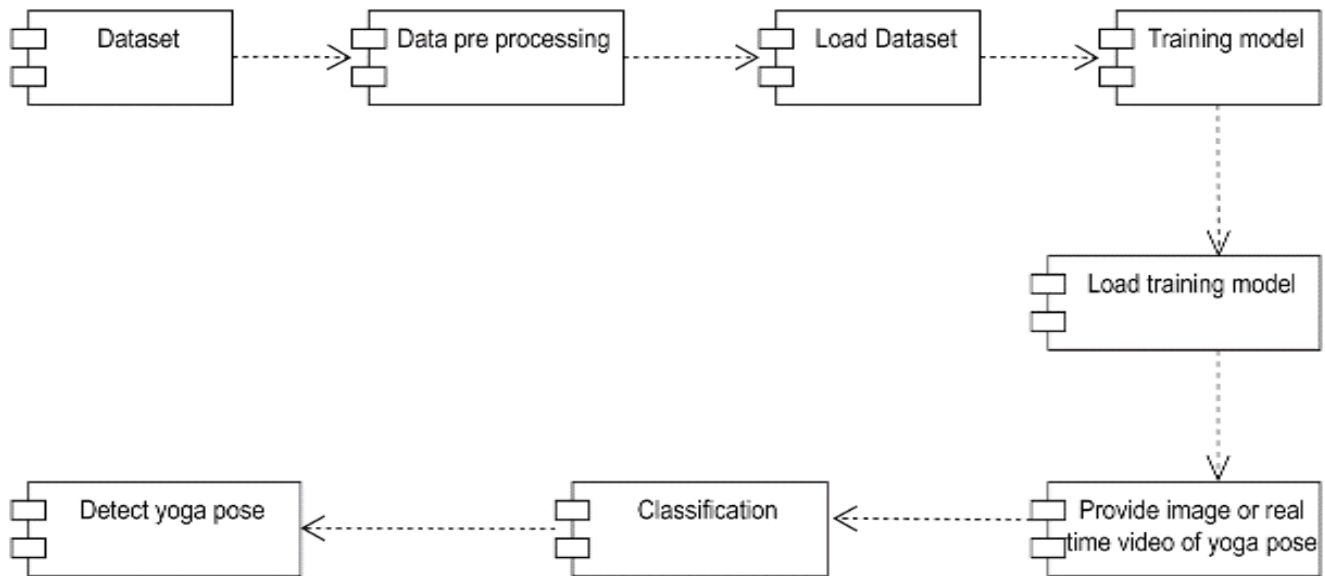 Dataset
Data pre processing
Load Dataset
Training model
Load training model
Provide image or real
time video of yoga pose
Classification
Detect yoga pose